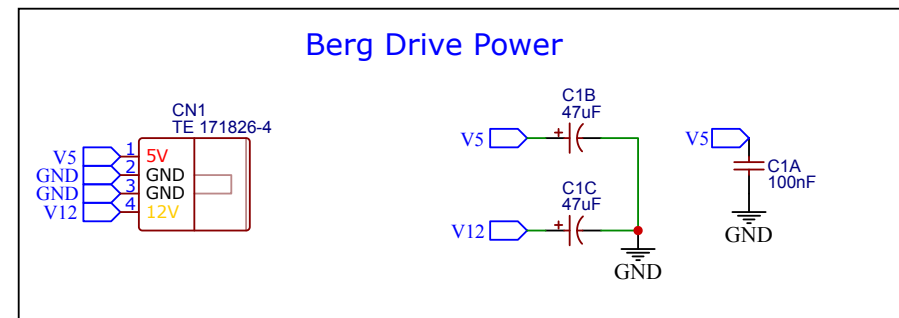 Berg Drive Power
CN1
TE 171826-4
V5 1 5V
GND 2 GND
GND 3 GND
V12 4 12V
C1B
47uF
V5 +
C1C
47uF
V12 +
GND
V5
C1A
100nF
GND